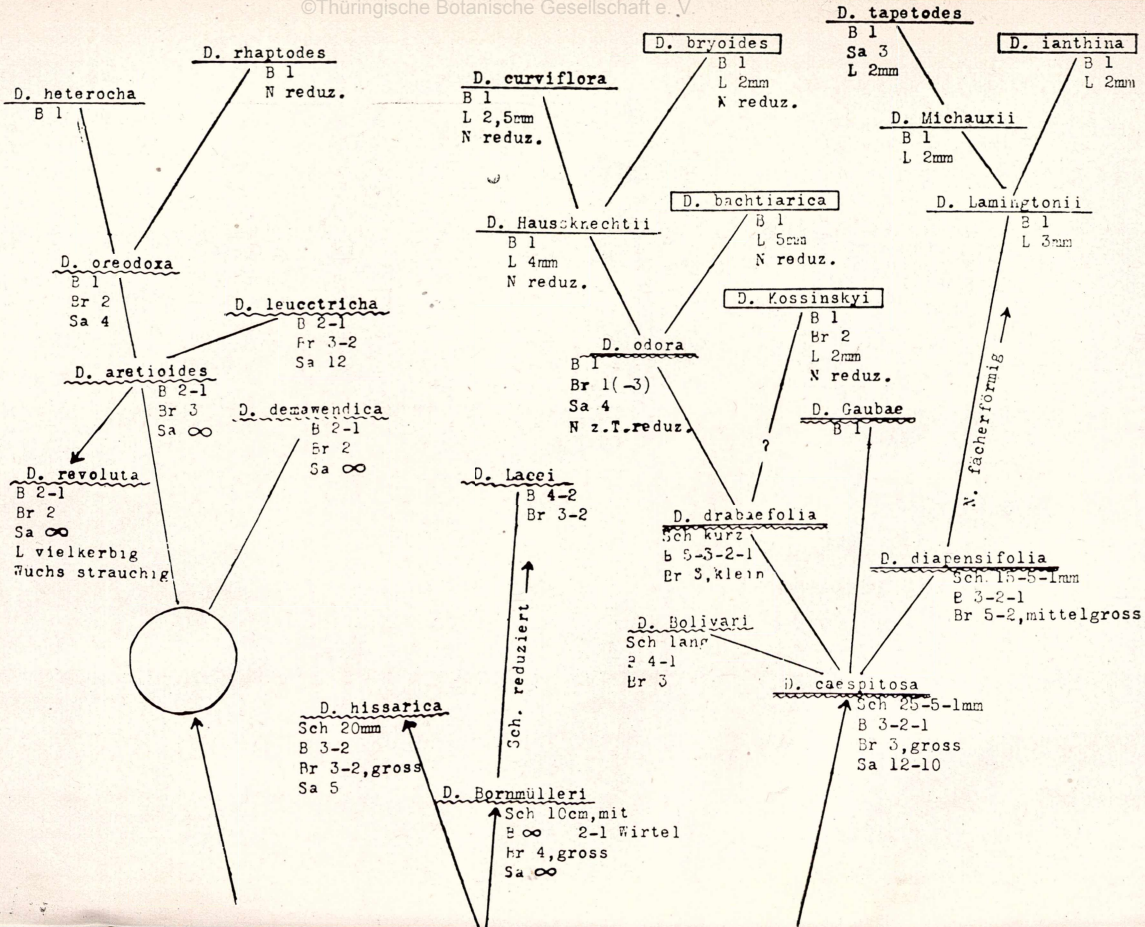 ©Thüringische Botanische Gesellschaft e. V.
D. tapetodes
B 1
Sa 3
L 2mm
D. ianthina
B 1
L 2mm
D. bryoides
B 1
L 2mm
N reduz.
D. rhaptodes
B 1
N reduz.
D. curviflora
B 1
L 2,5mm
N reduz.
D. heterocha
B 1
D. Michauxii
B 1
L 2mm
D. bachtiarica
B 1
L 5mm
N reduz.
D. Lamingtonii
B 1
L 3mm
D. Haussknechtii
B 1
L 4mm
N reduz.
D. oreodoxa
B 1
Br 2
Sa 4
D. leucctricha
B 2-1
Br 3-2
Sa 12
D. Kossinskyi
B 1
Br 2
L 2mm
N reduz.
D. odora
B 1
Br 1(-3)
Sa 4
N z.T.reduz.
D. aretioides
B 2-1
Br 3
Sa ∞
D. demawendica
B 2-1
Br 2
Sa ∞
D. Gaubae
B 1
?
N. fächerförmig
D. revoluta
B 2-1
Br 2
Sa ∞
L vielkerbig
Wuchs strauchig
D. Lacei
B 4-2
Br 3-2
D. drabaefolia
Sch kurz
B 5-3-2-1
Br 3,klein
D. diapensifolia
Sch. 15-5-1mm
B 3-2-1
Br 5-2,mittelgross
D. Bolivari
Sch lang
B 4-1
Br 3
Sch. reduziert
D. caespitosa
Sch 25-5-1mm
B 3-2-1
Br 3,gross
Sa 12-10
D. hissarica
Sch 20mm
B 3-2
Br 3-2,gross
Sa 5
D. Bornmülleri
Sch 10cm,mit
B ∞ 2-1 Wirtel
Br 4,gross
Sa ∞